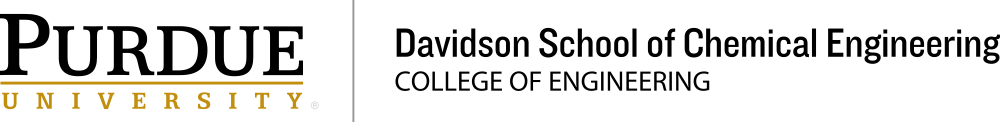 PURDUE
UNIVERSITY®
Davidson School of Chemical Engineering
COLLEGE OF ENGINEERING